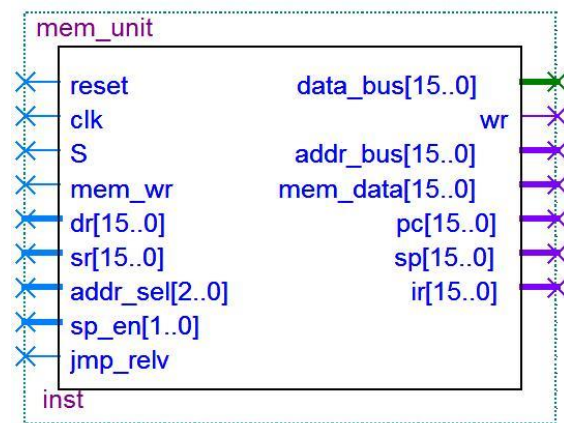 mem_unit
reset data_bus[15..0]
clk wr
S addr_bus[15..0]
mem_wr mem_data[15..0]
dr[15..0] pc[15..0]
sr[15..0] sp[15..0]
addr_sel[2..0] ir[15..0]
sp_en[1..0]
jmp_relv
inst